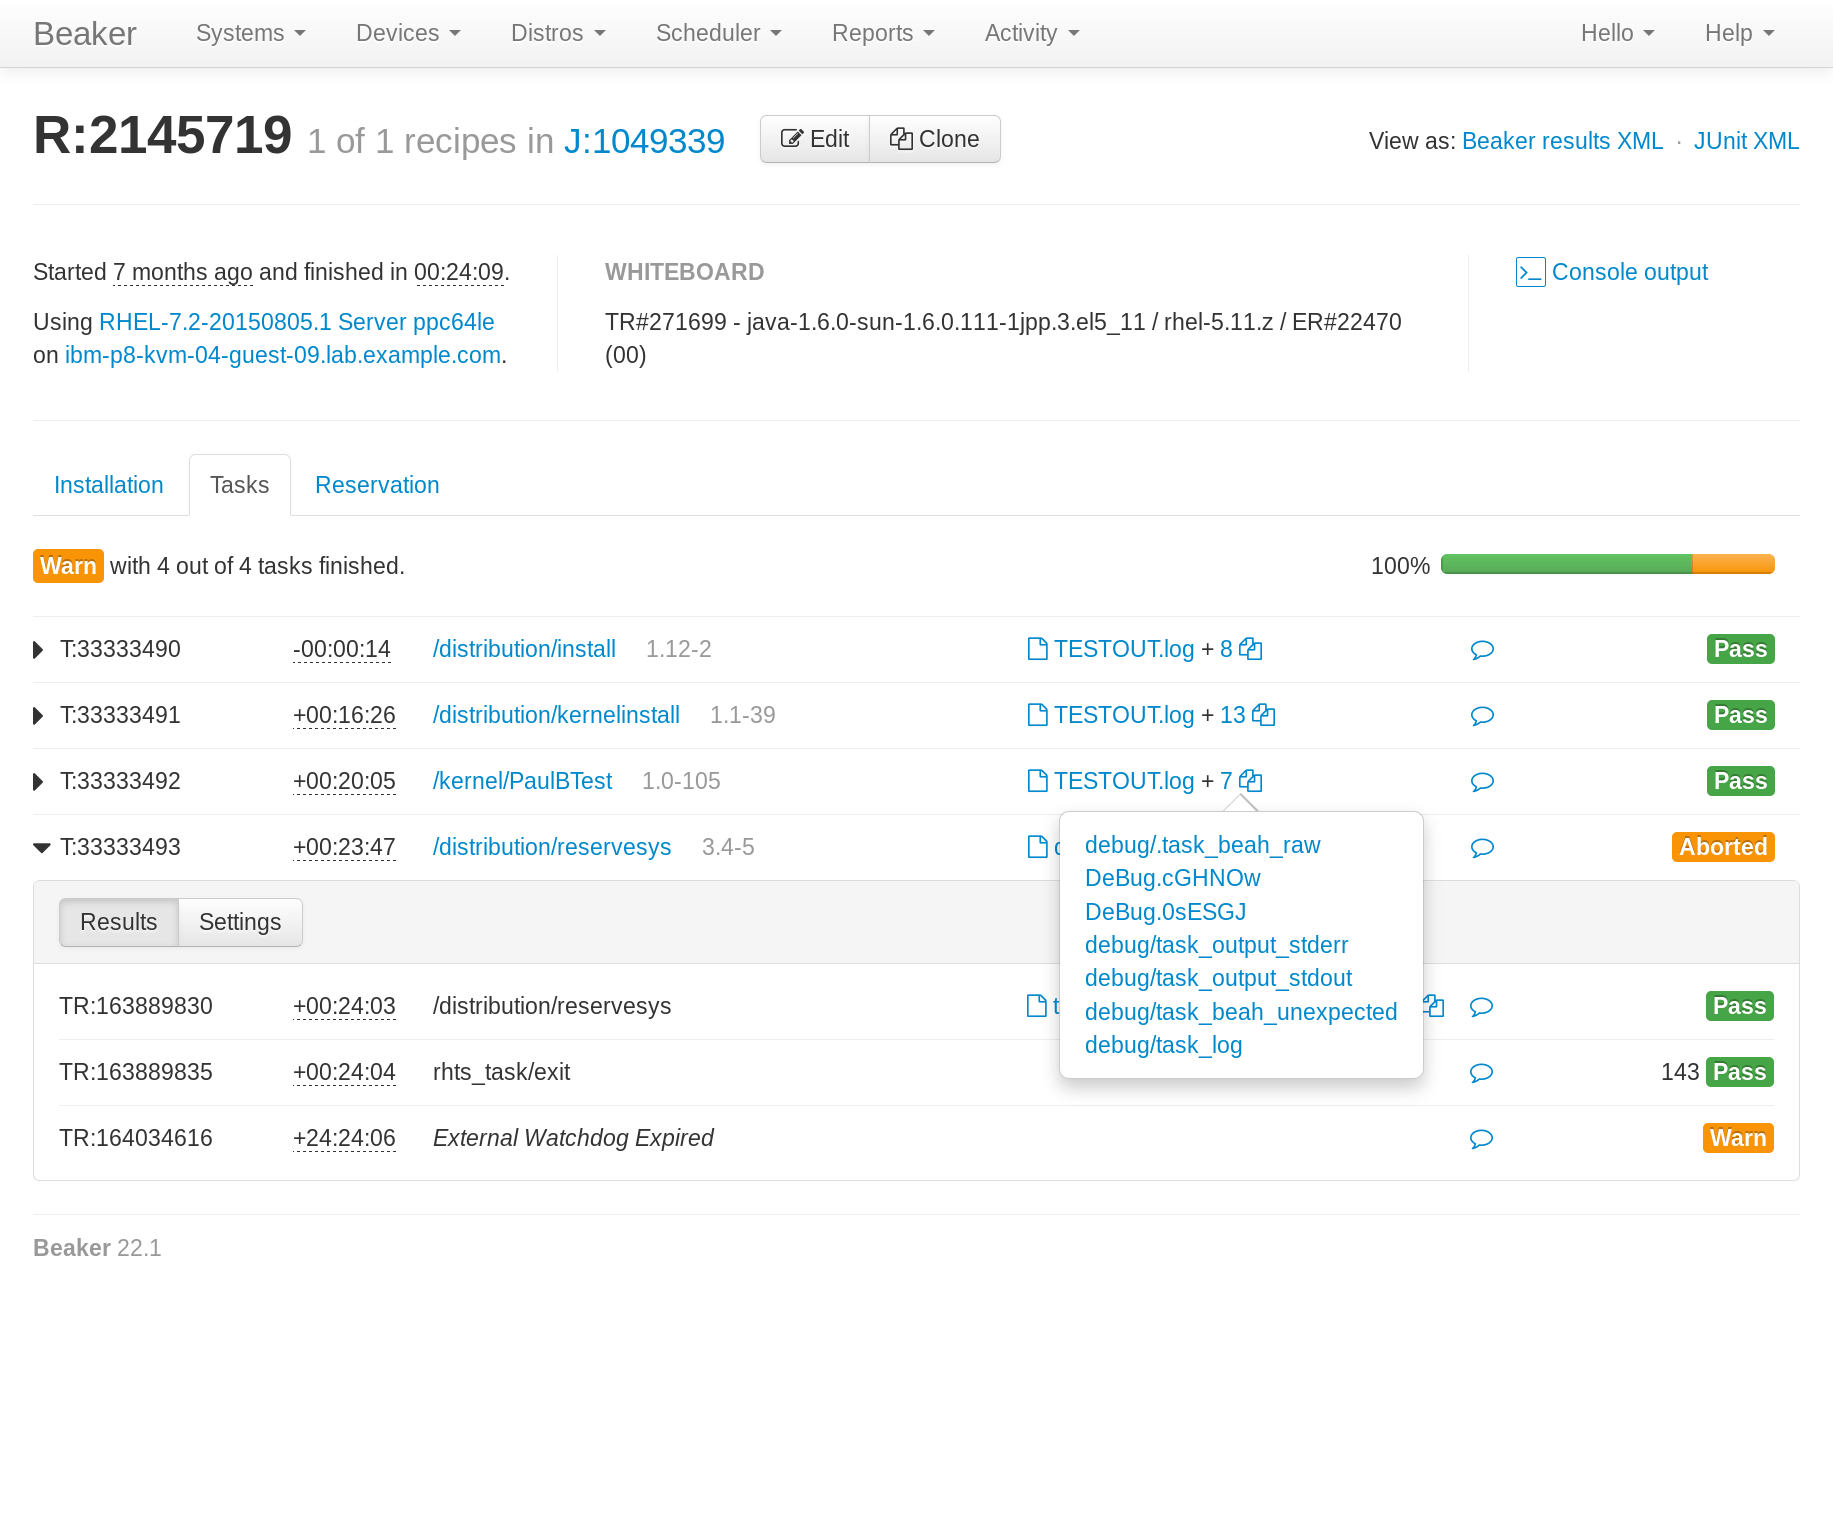 Beaker Systems Devices Distros Scheduler Reports Activity Hello Help
R:2145719 1 of 1 recipes in J:1049339 Edit Clone View as: Beaker results XML · JUnit XML
Started 7 months ago and finished in 00:24:09.
Using RHEL-7.2-20150805.1 Server ppc64le
on ibm-p8-kvm-04-guest-09.lab.example.com.
WHITEBOARD
TR#271699 - java-1.6.0-sun-1.6.0.111-1jpp.3.el5_11 / rhel-5.11.z / ER#22470
(00)
Console output
Installation Tasks Reservation
Warn with 4 out of 4 tasks finished. 100%
T:33333490 -00:00:14 /distribution/install 1.12-2 TESTOUT.log + 8 Pass
T:33333491 +00:16:26 /distribution/kernelinstall 1.1-39 TESTOUT.log + 13 Pass
T:33333492 +00:20:05 /kernel/PaulBTest 1.0-105 TESTOUT.log + 7 Pass
T:33333493 +00:23:47 /distribution/reservesys 3.4-5 Aborted
debug/.task_beah_raw
DeBug.cGHNOw
DeBug.0sESGJ
debug/task_output_stderr
debug/task_output_stdout
debug/task_beah_unexpected
debug/task_log
Results Settings
TR:163889830 +00:24:03 /distribution/reservesys Pass
TR:163889835 +00:24:04 rhts_task/exit 143 Pass
TR:164034616 +24:24:06 External Watchdog Expired Warn
Beaker 22.1